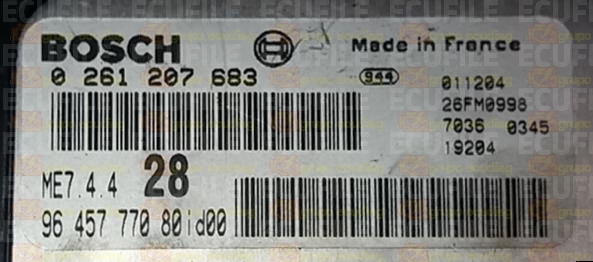 BOSCH
Made in France
0 261 207 683
944
011204
26FM0998
7036 0345
19204
ME7.4.4 28
96 457 770 80id00
ECUFILE